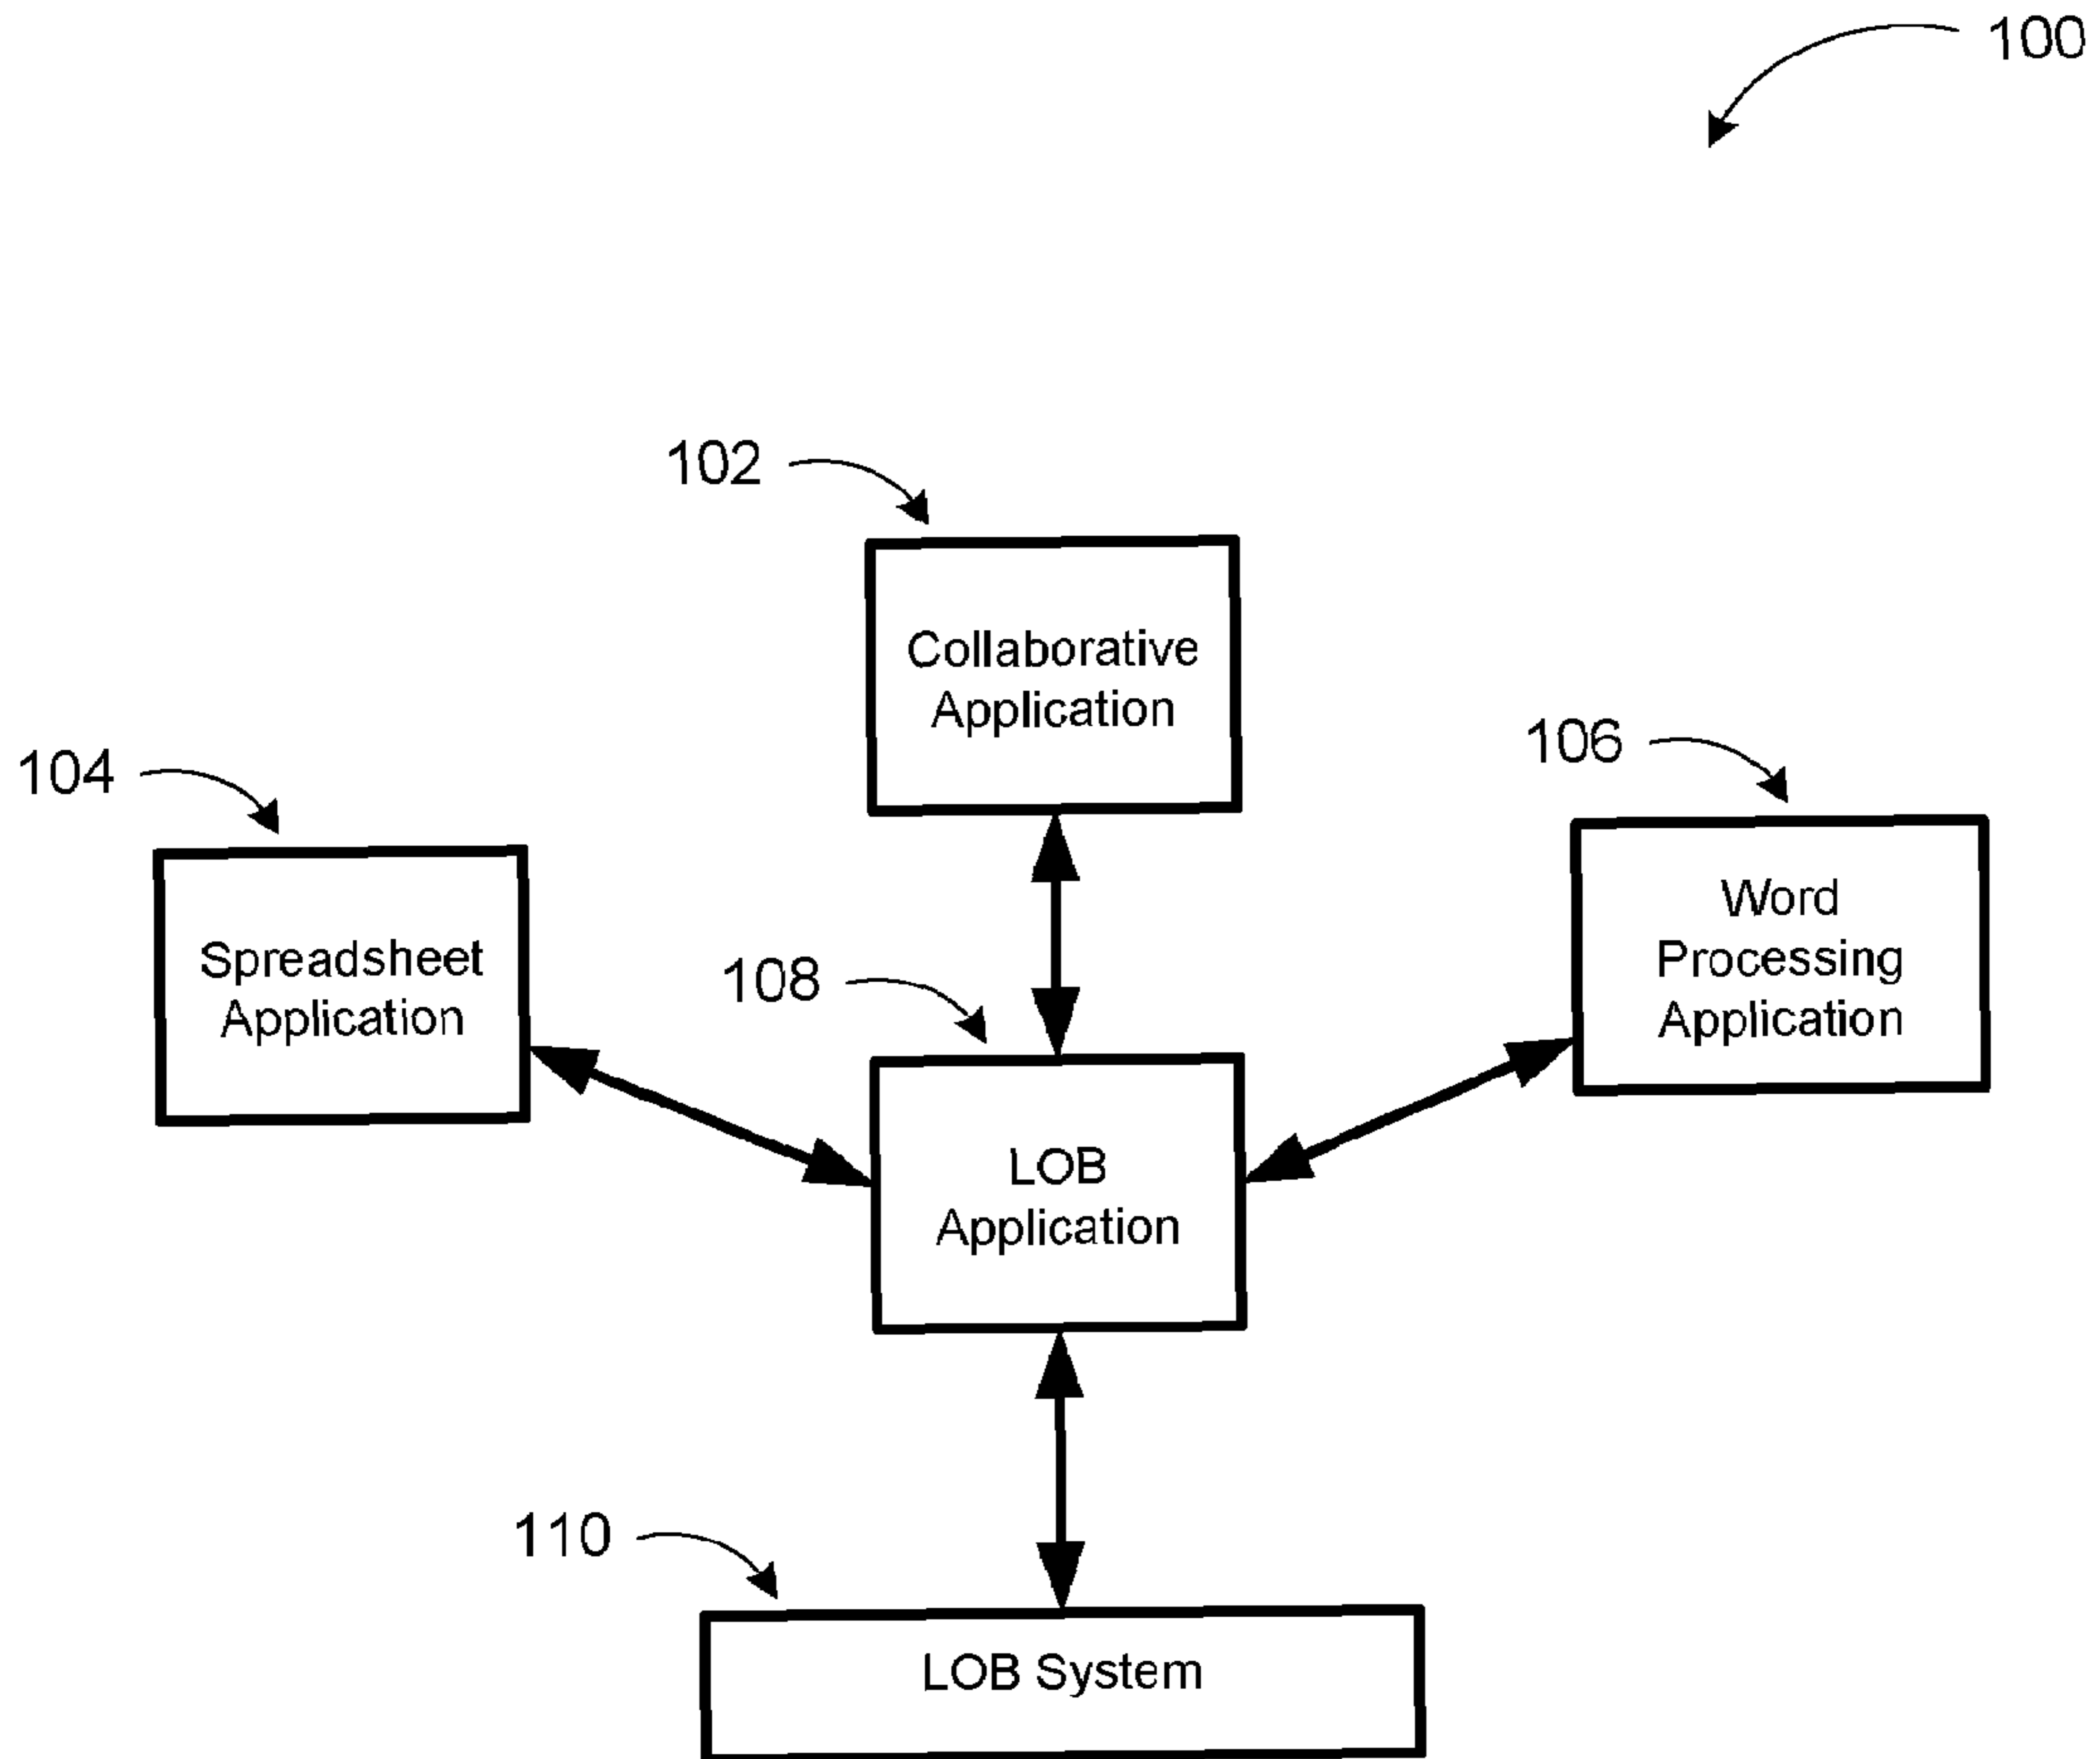 100
102
Collaborative
Application
104
Spreadsheet
Application
106
Word
Processing
Application
108
LOB
Application
110
LOB System